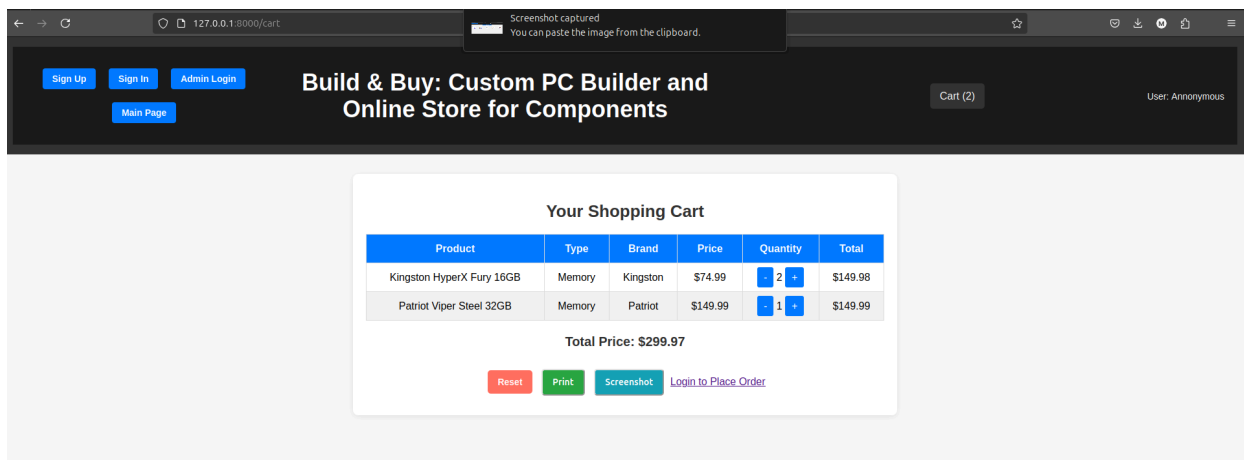 127.0.0.1:8000/cart
Screenshot captured
You can paste the image from the clipboard.
Sign Up Sign In Admin Login
Main Page
Build & Buy: Custom PC Builder and
Online Store for Components
Cart (2)
User: Annonymous
Your Shopping Cart
Product Type Brand Price Quantity Total
Kingston HyperX Fury 16GB Memory Kingston $74.99 - 2 + $149.98
Patriot Viper Steel 32GB Memory Patriot $149.99 - 1 + $149.99
Total Price: $299.97
Reset Print Screenshot Login to Place Order